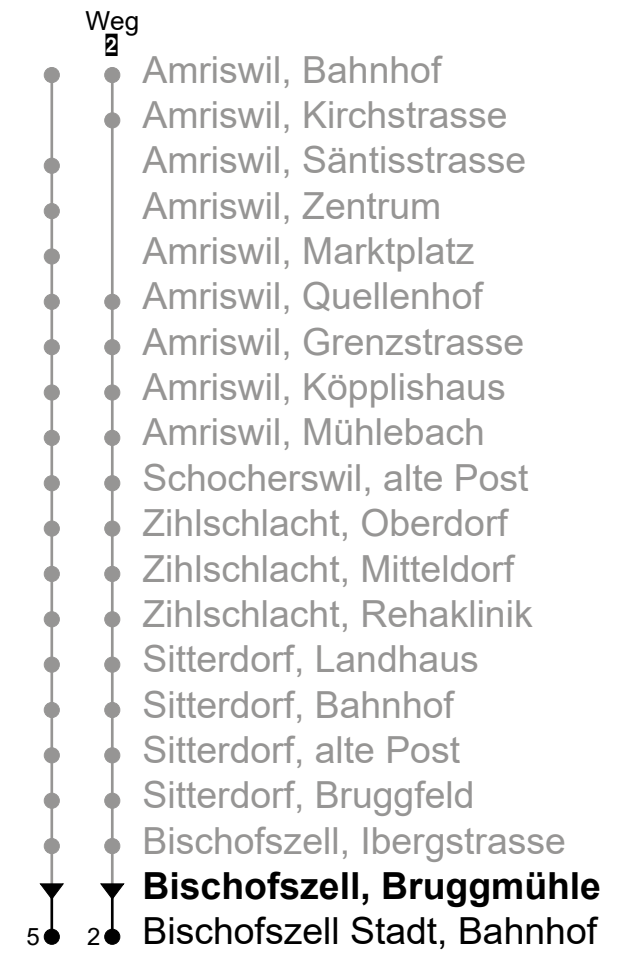 Weg
2
Amriswil, Bahnhof
Amriswil, Kirchstrasse
Amriswil, Säntisstrasse
Amriswil, Zentrum
Amriswil, Marktplatz
Amriswil, Quellenhof
Amriswil, Grenzstrasse
Amriswil, Köpplishaus
Amriswil, Mühlebach
Schocherswil, alte Post
Zihlschlacht, Oberdorf
Zihlschlacht, Mitteldorf
Zihlschlacht, Rehaklinik
Sitterdorf, Landhaus
Sitterdorf, Bahnhof
Sitterdorf, alte Post
Sitterdorf, Bruggfeld
Bischofszell, Ibergstrasse
Bischofszell, Bruggmühle
5 2 Bischofszell Stadt, Bahnhof